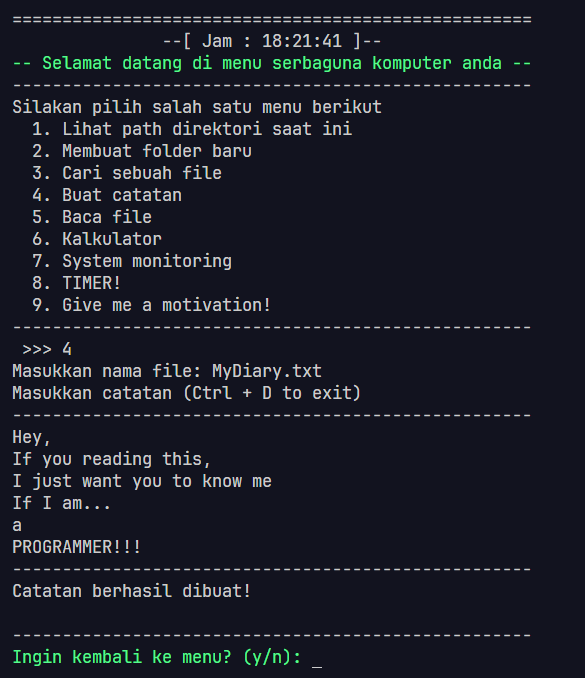 ====================================================
--[ Jam : 18:21:41 ]--
-- Selamat datang di menu serbaguna komputer anda --
----------------------------------------------------
Silakan pilih salah satu menu berikut
1. Lihat path direktori saat ini
2. Membuat folder baru
3. Cari sebuah file
4. Buat catatan
5. Baca file
6. Kalkulator
7. System monitoring
8. TIMER!
9. Give me a motivation!
----------------------------------------------------
>>> 4
Masukkan nama file: MyDiary.txt
Masukkan catatan (Ctrl + D to exit)
----------------------------------------------------
Hey,
If you reading this,
I just want you to know me
If I am...
a
PROGRAMMER!!!
----------------------------------------------------
Catatan berhasil dibuat!
----------------------------------------------------
Ingin kembali ke menu? (y/n): _